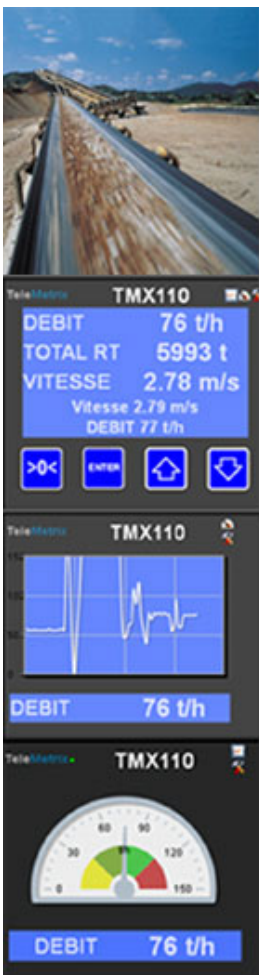 TeleMetrix TMX110
DEBIT 76 t/h
TOTAL RT 5993 t
VITESSE 2.78 m/s
Vitesse 2.79 m/s
DEBIT 77 t/h
>0< ENTER
TeleMetrix TMX110
150
100
50
0
DEBIT 76 t/h
TeleMetrix TMX110
60 90
30 120
0 150
DEBIT 76 t/h